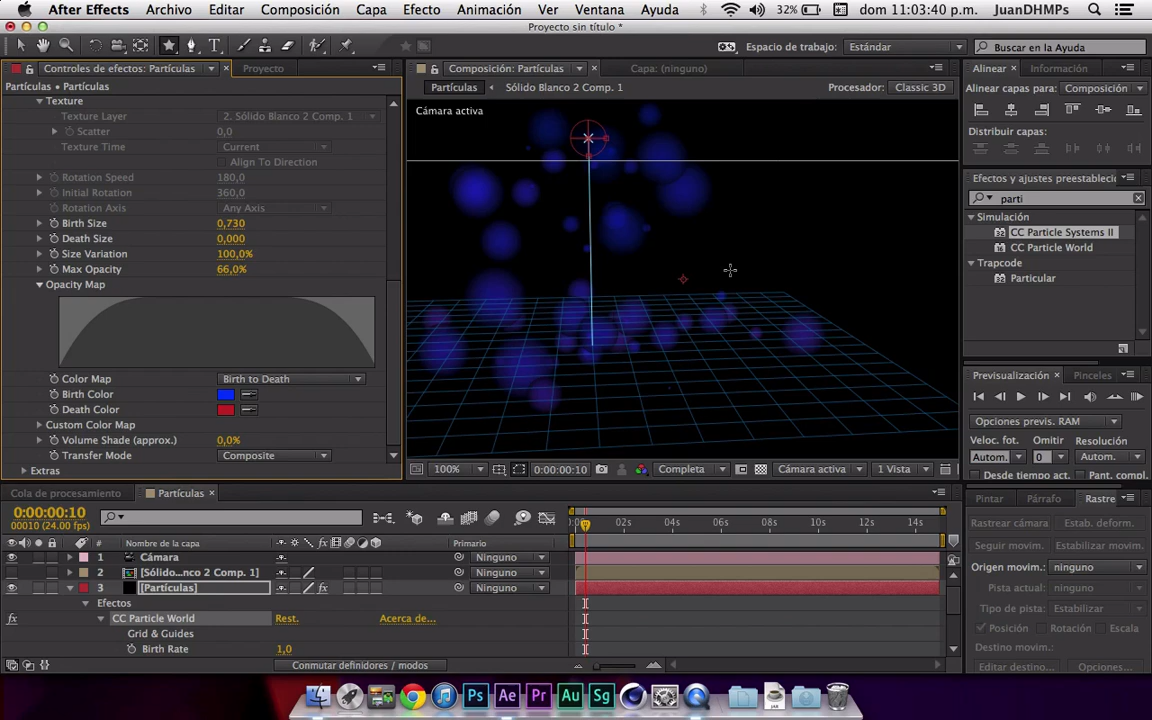 After Effects Archivo Editar Composición Capa Efecto Animación Ver Ventana Ayuda 32% dom 11:03:40 p.m. JuanDHMPs
Proyecto sin título *
Espacio de trabajo: Estándar Buscar en la Ayuda
Controles de efectos: Partículas Proyecto
Partículas • Partículas
Texture
Texture Layer 2. Sólido Blanco 2 Comp. 1
Scatter 0,0
Texture Time Current
Align To Direction
Rotation Speed 180,0
Initial Rotation 360,0
Rotation Axis Any Axis
Birth Size 0,730
Death Size 0,000
Size Variation 100,0%
Max Opacity 66,0%
Opacity Map
Color Map Birth to Death
Birth Color
Death Color
Custom Color Map
Volume Shade (approx.) 0,0%
Transfer Mode Composite
Extras
Composición: Partículas Capa: (ninguno)
Partículas Sólido Blanco 2 Comp. 1 Procesador: Classic 3D
Cámara activa
100% 0:00:00:10 Completa Cámara activa 1 Vista
Alinear Información
Alinear capas para: Composición
Distribuir capas:
Efectos y ajustes preestableci
parti
Simulación
CC Particle Systems II
CC Particle World
Trapcode
Particular
Previsualización Pinceles
Opciones previs. RAM
Veloc. fot. Omitir Resolución
Autom. 0 Autom.
Desde tiempo act. Pant. compl.
Pintar Párrafo Rastre
Rastrear cámara Estab. deform.
Seguir movim. Estabilizar movim.
Origen movim.: ninguno
Pista actual: ninguno
Tipo de pista: Estabilizar
Posición Rotación Escala
Destino movim.:
Editar destino... Opciones...
Cola de procesamiento Partículas
0:00:00:10
00010 (24.00 fps)
02s 04s 06s 08s 10s 12s 14s
# Nombre de la capa fx Primario
1 Cámara Ninguno
2 [Sólido...nco 2 Comp. 1] Ninguno
3 [Partículas] fx Ninguno
Efectos
fx CC Particle World Rest. Acerca de...
Grid & Guides
Birth Rate 1,0
Conmutar definidores / modos
Ps Ae Pr Au Sg